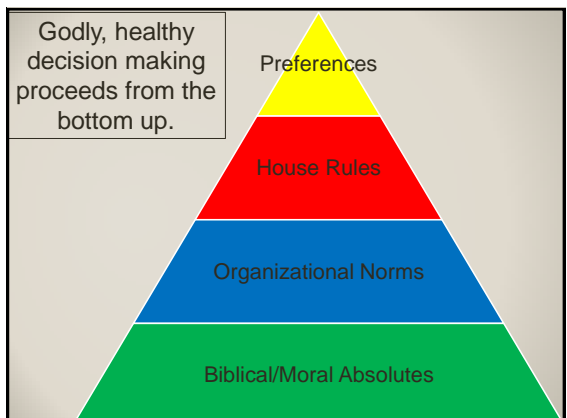 Godly, healthy
decision making
proceeds from the
bottom up.
Preferences
House Rules
Organizational Norms
Biblical/Moral Absolutes